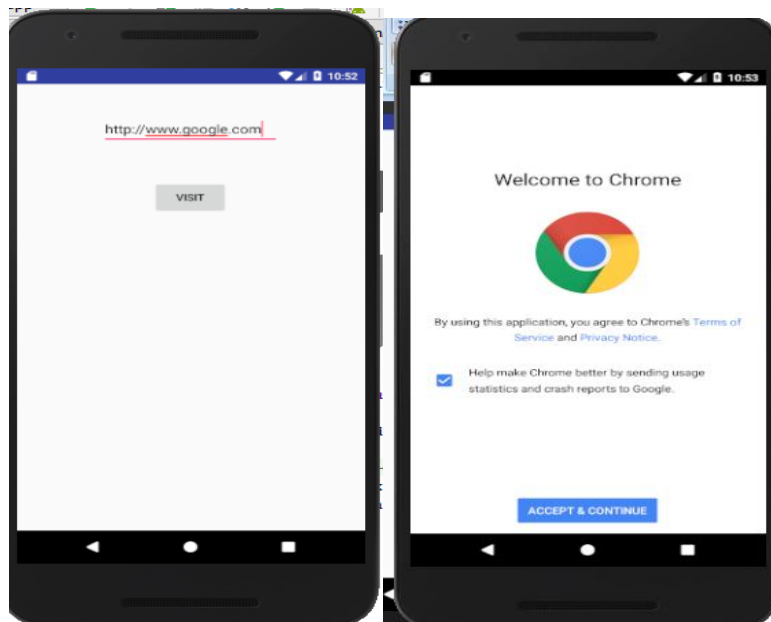 10:52
http://www.google.com
VISIT
10:53
Welcome to Chrome
By using this application, you agree to Chrome's Terms of
Service and Privacy Notice.
Help make Chrome better by sending usage
statistics and crash reports to Google.
ACCEPT & CONTINUE